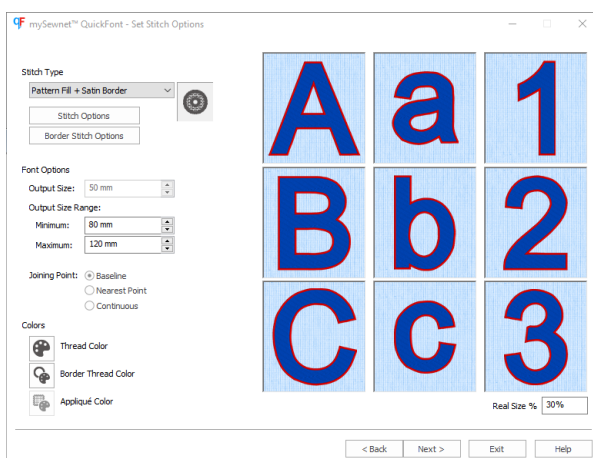 mySewnet™ QuickFont - Set Stitch Options
Stitch Type
Pattern Fill + Satin Border
Stitch Options
Border Stitch Options
Font Options
Output Size: 50 mm
Output Size Range:
Minimum: 80 mm
Maximum: 120 mm
Joining Point: Baseline
Nearest Point
Continuous
Colors
Thread Color
Border Thread Color
Appliqué Color
A a 1
B b 2
C c 3
Real Size % 30%
< Back Next > Exit Help